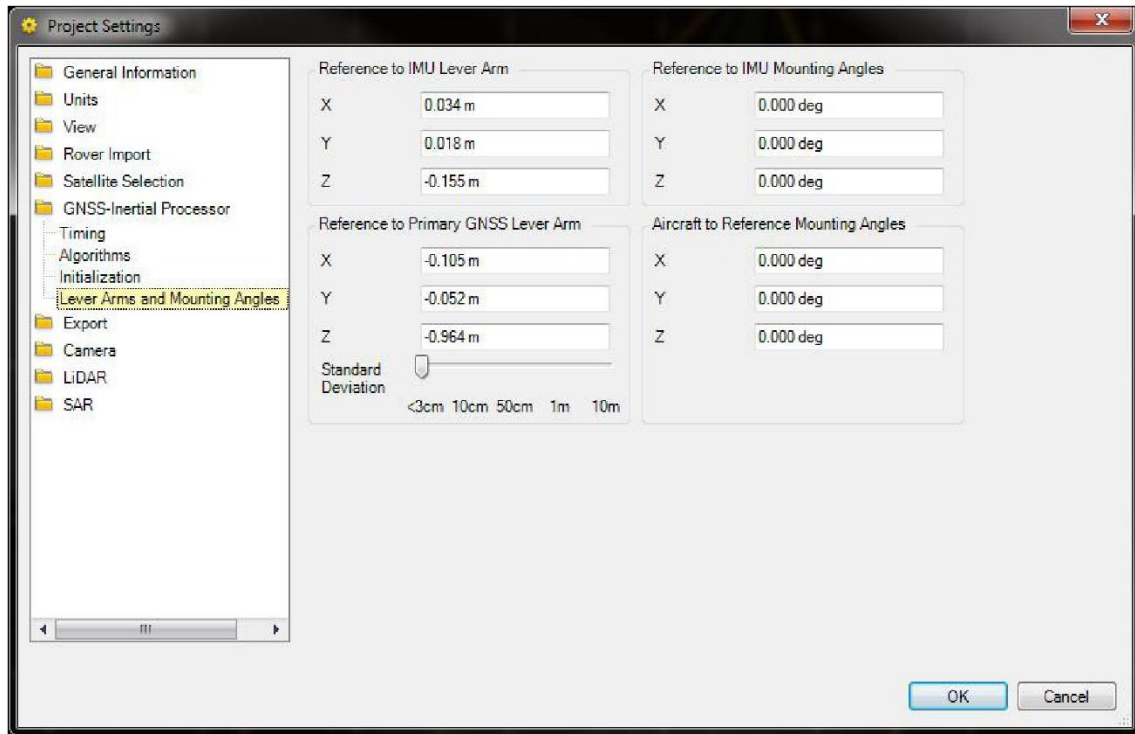 Project Settings
General Information
Units
View
Rover Import
Satellite Selection
GNSS-Inertial Processor
Timing
Algorithms
Initialization
Lever Arms and Mounting Angles
Export
Camera
LiDAR
SAR
Reference to IMU Lever Arm
X 0.034 m
Y 0.018 m
Z -0.155 m
Reference to IMU Mounting Angles
X 0.000 deg
Y 0.000 deg
Z 0.000 deg
Reference to Primary GNSS Lever Arm
X -0.105 m
Y -0.052 m
Z -0.964 m
Standard
Deviation
<3cm 10cm 50cm 1m 10m
Aircraft to Reference Mounting Angles
X 0.000 deg
Y 0.000 deg
Z 0.000 deg
OK Cancel